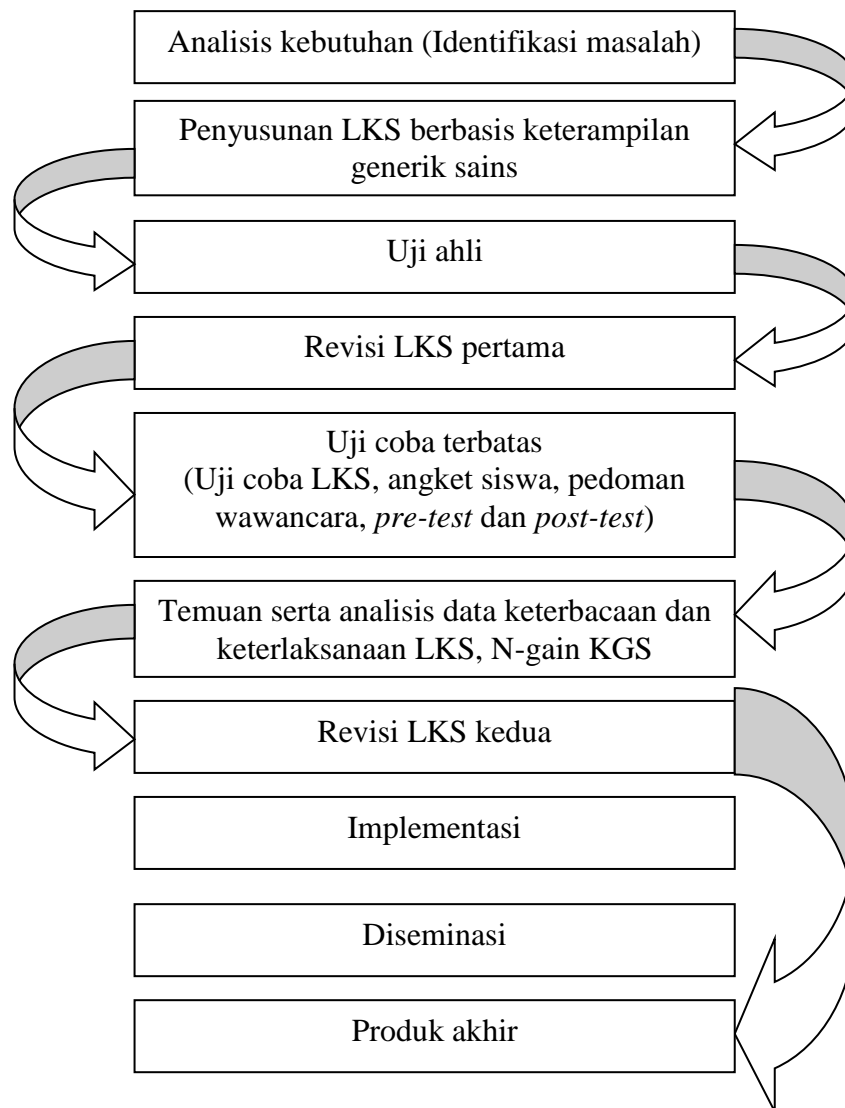 Analisis kebutuhan (Identifikasi masalah)
Penyusunan LKS berbasis keterampilan
generik sains
Uji ahli
Revisi LKS pertama
Uji coba terbatas
(Uji coba LKS, angket siswa, pedoman
wawancara, pre-test dan post-test)
Temuan serta analisis data keterbacaan dan
keterlaksanaan LKS, N-gain KGS
Revisi LKS kedua
Implementasi
Diseminasi
Produk akhir